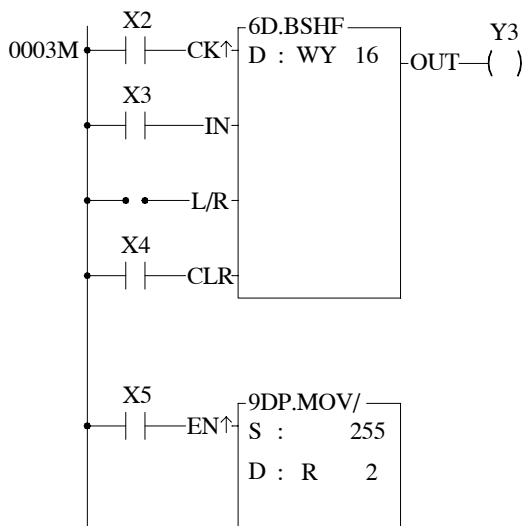 X2 6D.BSHF Y3
0003M CK↑ D : WY 16 OUT
X3
IN
L/R
X4
CLR
X5 9DP.MOV/
EN↑ S : 255
D : R 2